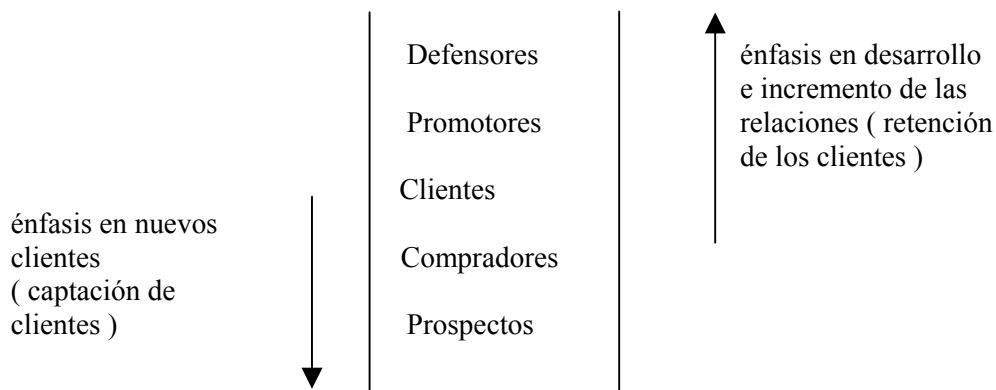 Defensores
Promotores
Clientes
Compradores
Prospectos
énfasis en desarrollo
e incremento de las
relaciones ( retención
de los clientes )
énfasis en nuevos
clientes
( captación de
clientes )